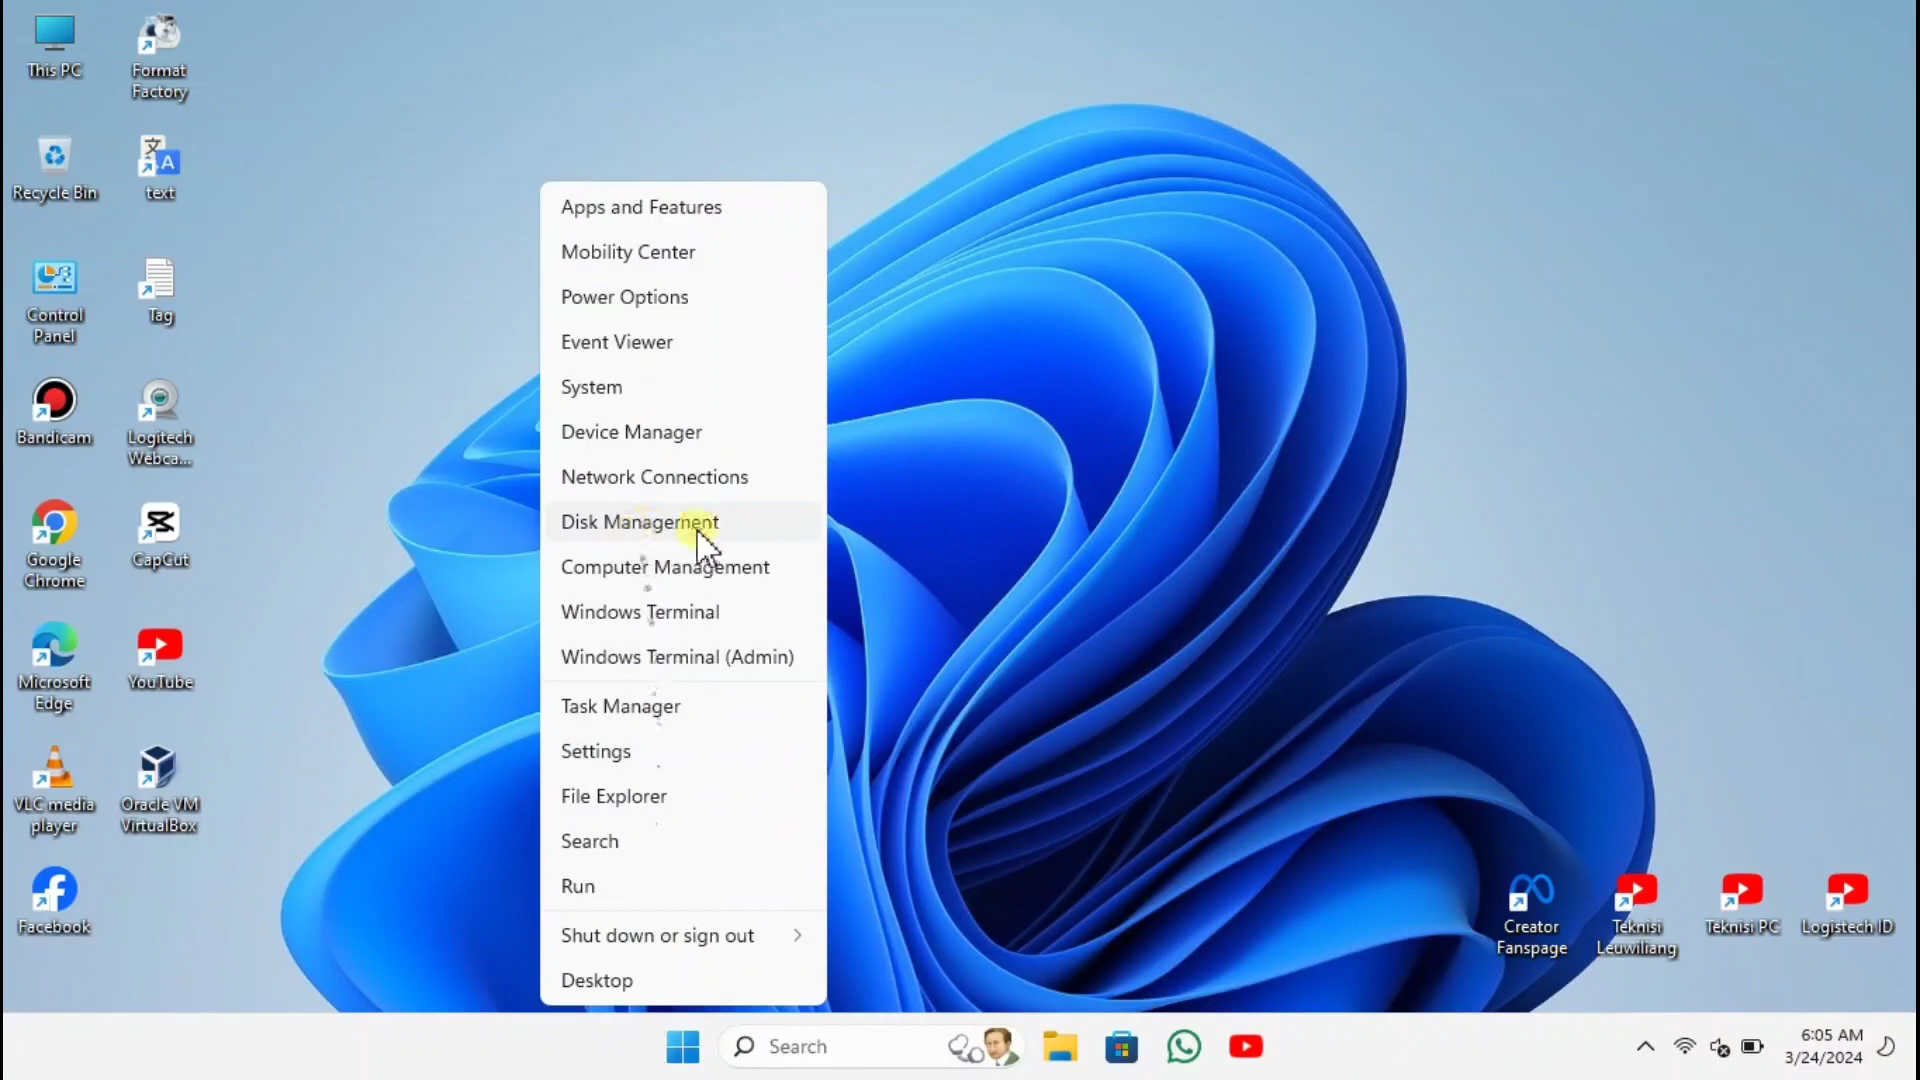 This PC
Format
Factory
Recycle Bin
text
Control
Panel
Tag
Bandicam
Logitech
Webca...
Google
Chrome
CapCut
Microsoft
Edge
YouTube
VLC media
player
Oracle VM
VirtualBox
Facebook
Apps and Features
Mobility Center
Power Options
Event Viewer
System
Device Manager
Network Connections
Disk Management
Computer Management
Windows Terminal
Windows Terminal (Admin)
Task Manager
Settings
File Explorer
Search
Run
Shut down or sign out
Desktop
Creator
Fanspage
Teknisi
Leuwiliang
Teknisi PC
Logistech ID
Search
6:05 AM
3/24/2024